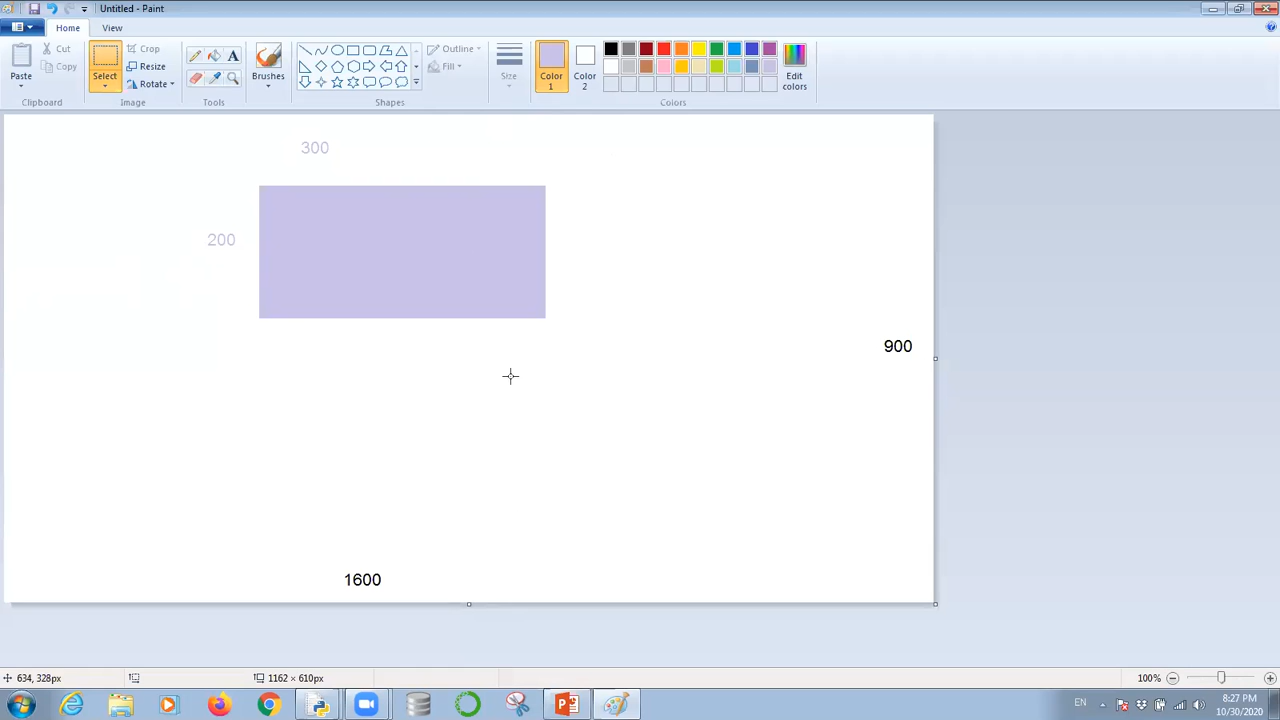 Untitled - Paint
Home
View
Paste
Cut
Copy
Clipboard
Select
Crop
Resize
Rotate
Image
A
Tools
Brushes
Outline
Fill
Shapes
Size
Color
1
Color
2
Edit
colors
Colors
300
200
900
1600
634, 328px
1162 × 610px
100%
EN
8:27 PM
10/30/2020